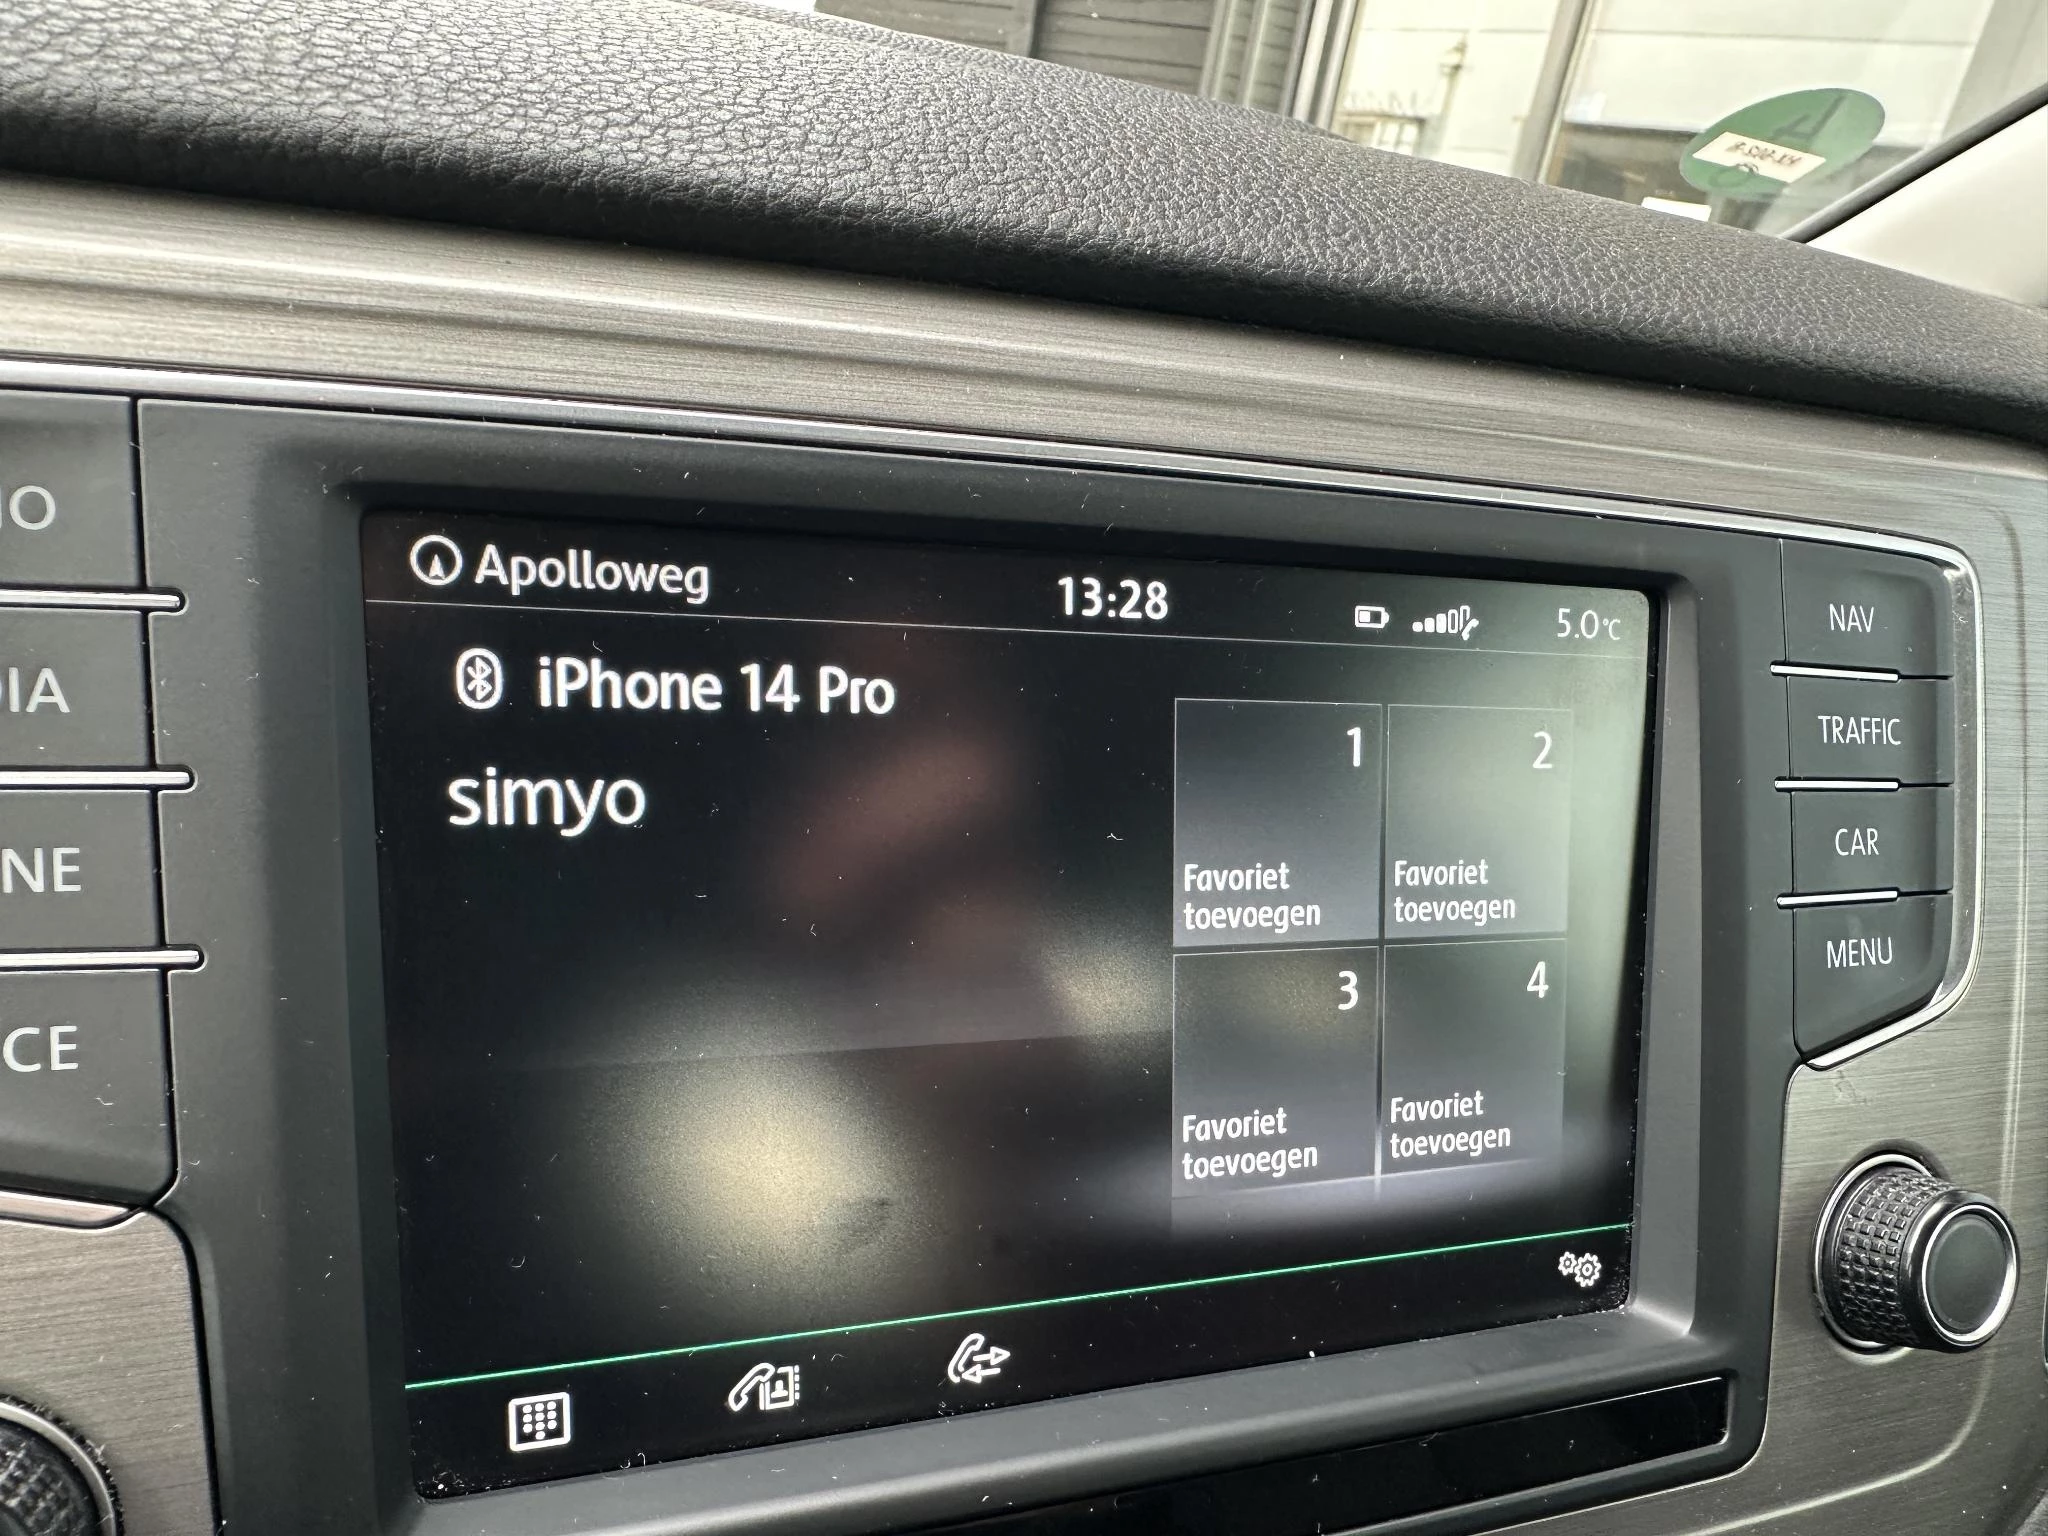 Apolloweg
13:28
5.0°C
iPhone 14 Pro
simyo
1
Favoriet
toevoegen
2
Favoriet
toevoegen
3
Favoriet
toevoegen
4
Favoriet
toevoegen
IO
DIA
NE
CE
NAV
TRAFFIC
CAR
MENU